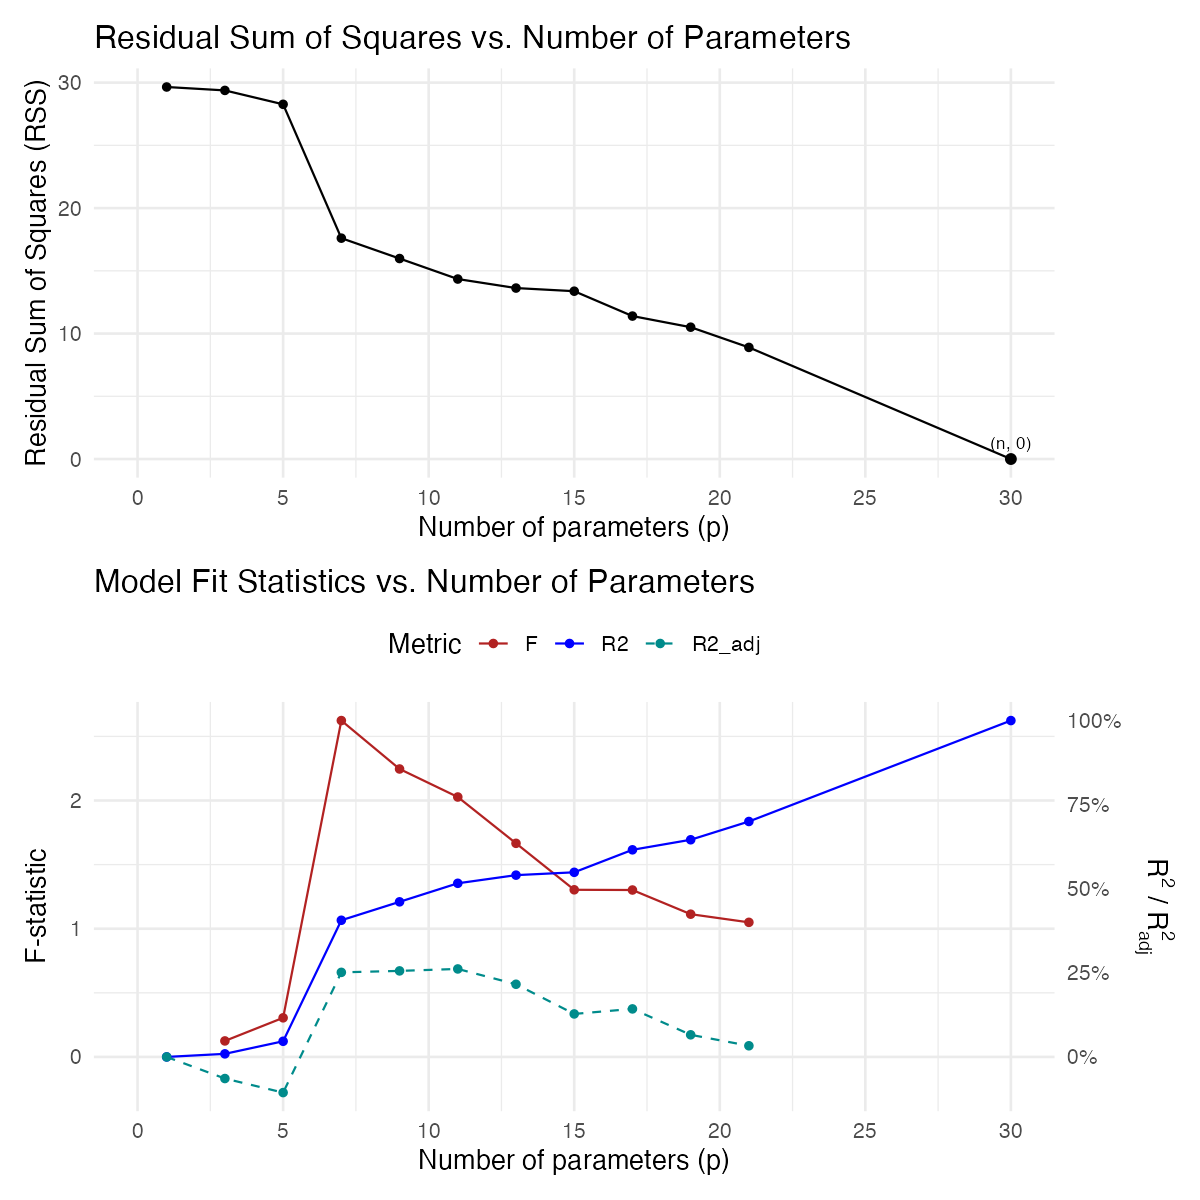 Residual Sum of Squares vs. Number of Parameters
Residual Sum of Squares (RSS)
30
20
10
0
(n, 0)
0 5 10 15 20 25 30
Number of parameters (p)
Model Fit Statistics vs. Number of Parameters
Metric F R2 R2_adj
F-statistic
2
1
0
100%
75%
50%
25%
0%
R² / R²adj
0 5 10 15 20 25 30
Number of parameters (p)